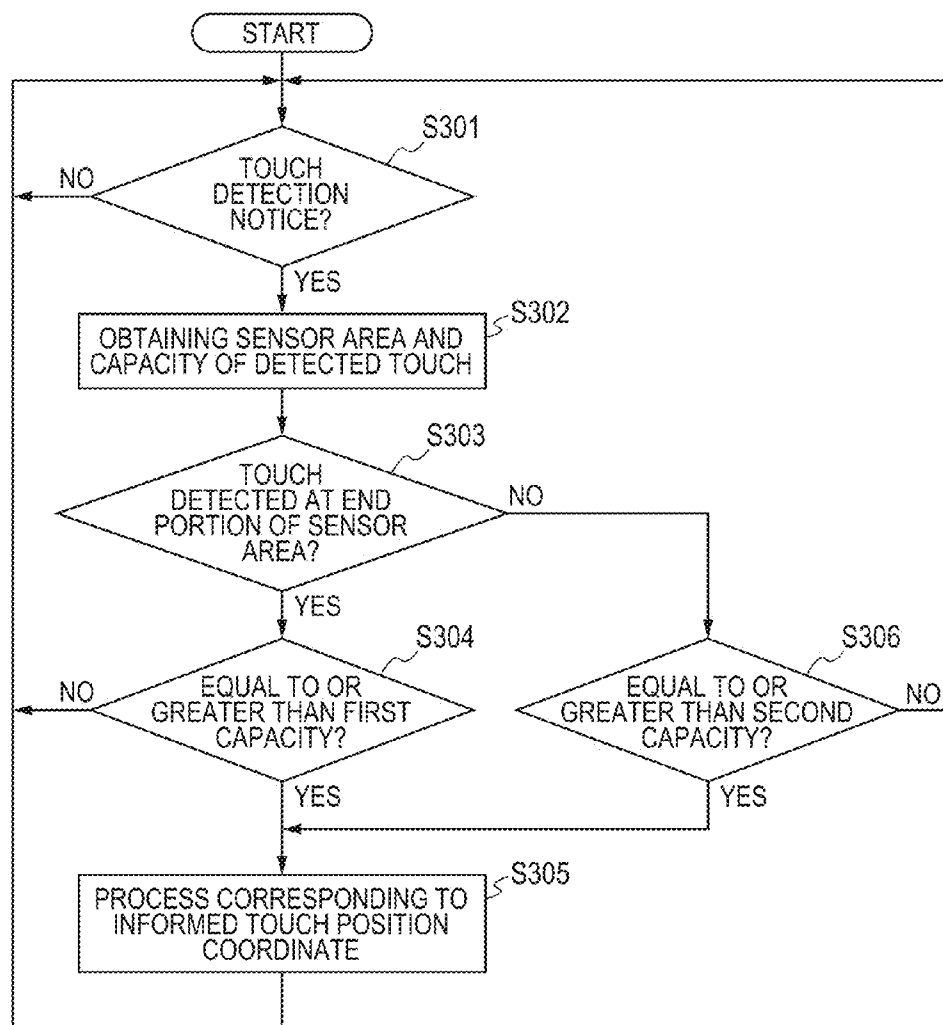 START
S301
NO
TOUCH
DETECTION
NOTICE?
YES
S302
OBTAINING SENSOR AREA AND
CAPACITY OF DETECTED TOUCH
S303
TOUCH
DETECTED AT END
PORTION OF SENSOR
AREA?
NO
YES
S304
NO
EQUAL TO OR
GREATER THAN FIRST
CAPACITY?
YES
S306
EQUAL TO OR
GREATER THAN SECOND
CAPACITY?
NO
YES
S305
PROCESS CORRESPONDING TO
INFORMED TOUCH POSITION
COORDINATE